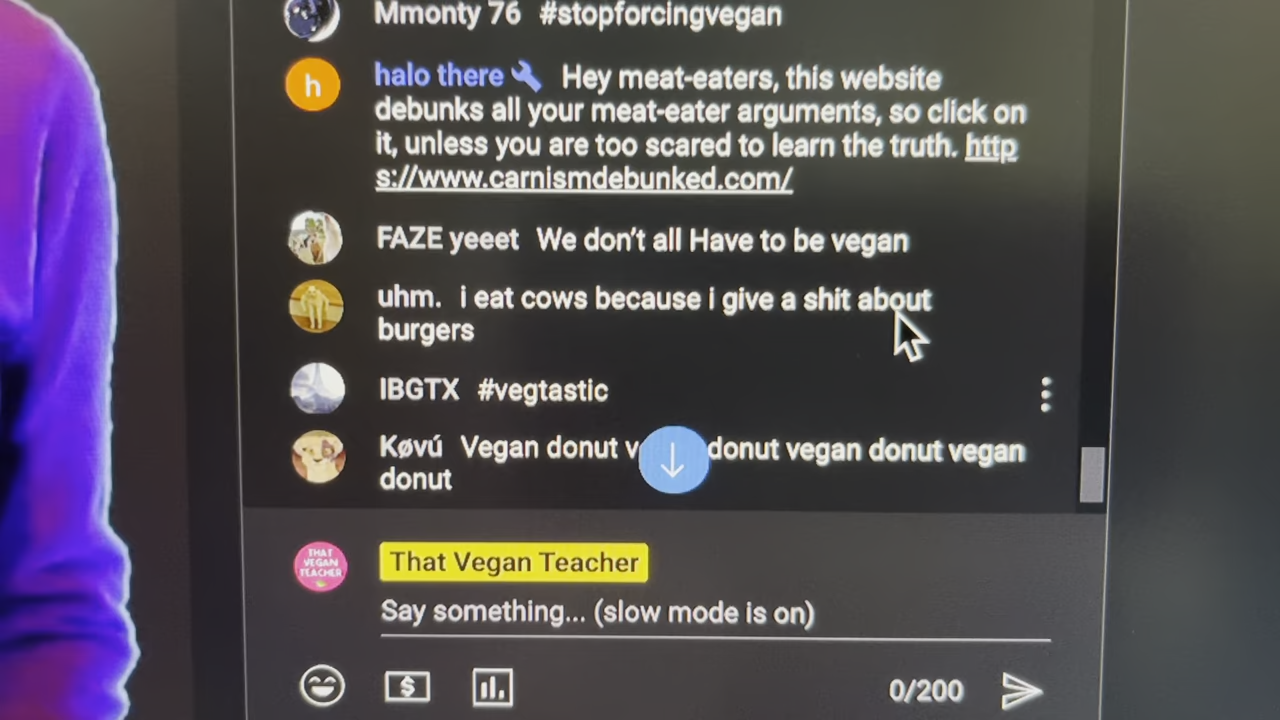 Mmonty 76 #stopforcingvegan
h
halo there Hey meat-eaters, this website
debunks all your meat-eater arguments, so click on
it, unless you are too scared to learn the truth. http
s://www.carnismdebunked.com/
FAZE yeeet We don't all Have to be vegan
uhm. i eat cows because i give a shit about
burgers
IBGTX #vegtastic
Køvú Vegan donut v donut vegan donut vegan
donut
THAT
VEGAN
TEACHER
That Vegan Teacher
Say something... (slow mode is on)
$
0/200